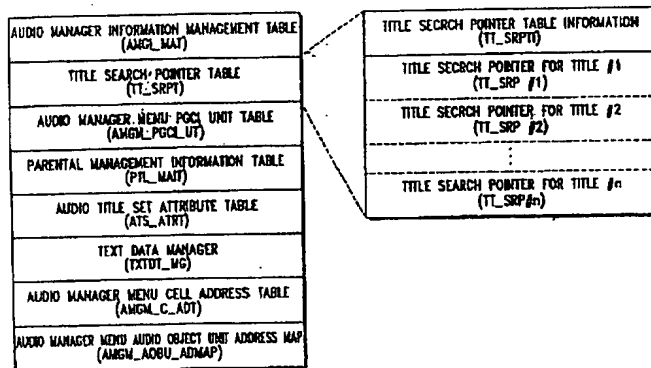 AUDIO MANAGER INFORMATION MANAGEMENT TABLE
(AMGI_MAT)
TITLE SEARCH POINTER TABLE
(TT_SRPT)
AUDIO MANAGER MENU PGCI UNIT TABLE
(AMGM_PGCI_UT)
PARENTAL MANAGEMENT INFORMATION TABLE
(PTL_MAIT)
AUDIO TITLE SET ATTRIBUTE TABLE
(ATS_ATRT)
TEXT DATA MANAGER
(TXTDT_MG)
AUDIO MANAGER MENU CELL ADDRESS TABLE
(AMGM_C_ADT)
AUDIO MANAGER MENU AUDIO OBJECT UNIT ADDRESS MAP
(AMGM_AOBU_ADMAP)
TITLE SECRCH POINTER TABLE INFORMATION
(TT_SRPTI)
TITLE SECRCH POINTER FOR TITLE #1
(TT_SRP #1)
TITLE SECRCH POINTER FOR TITLE #2
(TT_SRP #2)
TITLE SEARCH POINTER FOR TITLE #n
(TT_SRP#n)